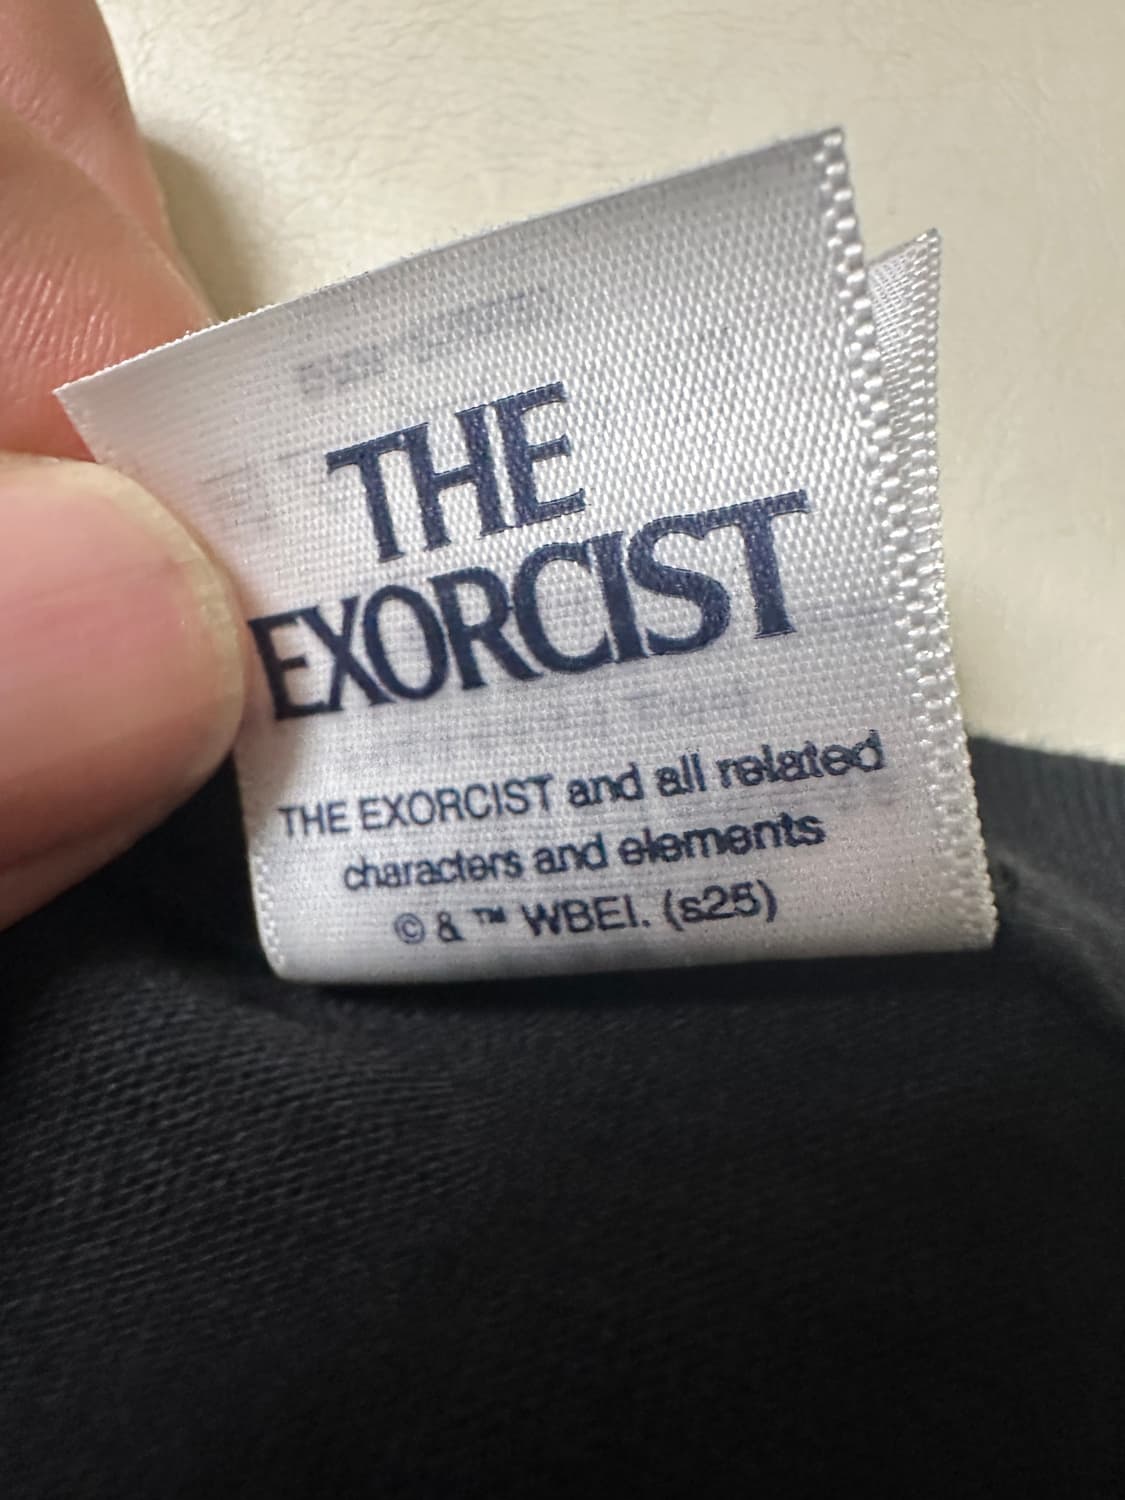 THE
EXORCIST
THE EXORCIST and all related
characters and elements
© & ™ WBEI. (s25)